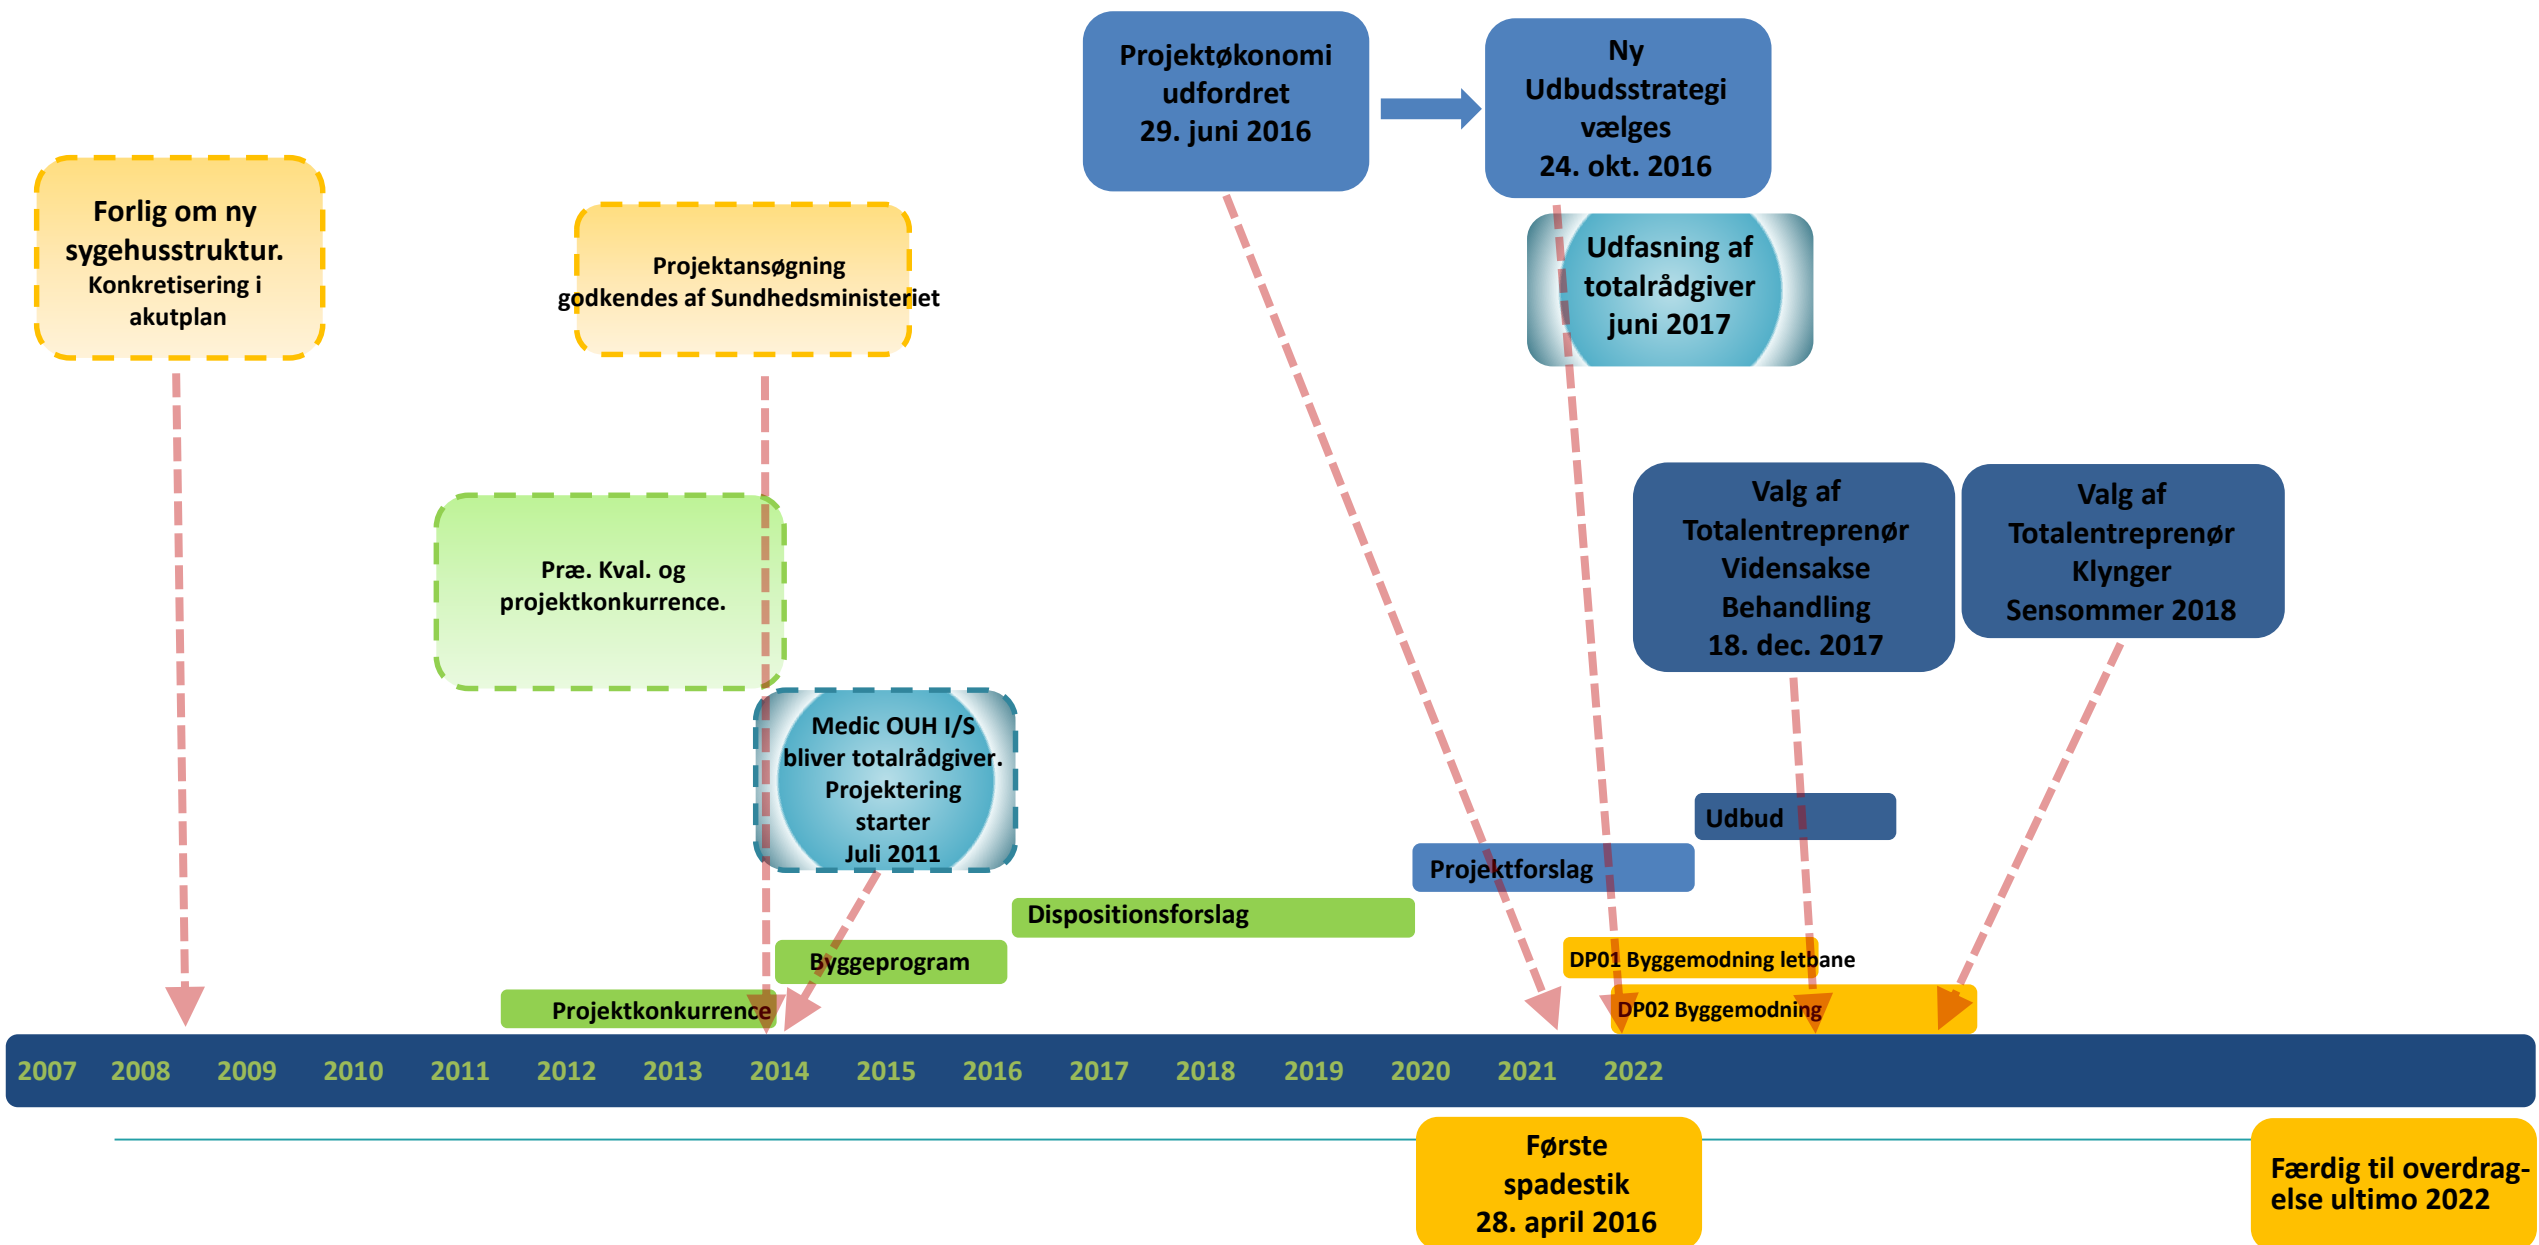 Projektøkonomi
udfordret
29. juni 2016
Ny
Udbudsstrategi
vælges
24. okt. 2016
Forlig om ny
sygehusstruktur.
Konkretisering i
akutplan
Projektansøgning
godkendes af Sundhedsministeriet
Udfasning af
totalrådgiver
juni 2017
Præ. Kval. og
projektkonkurrence.
Valg af
Totalentreprenør
Vidensakse
Behandling
18. dec. 2017
Valg af
Totalentreprenør
Klynger
Sensommer 2018
Medic OUH I/S
bliver totalrådgiver.
Projektering
starter
Juli 2011
Udbud
Projektforslag
Dispositionsforslag
Byggeprogram
DP01 Byggemodning letbane
Projektkonkurrence
DP02 Byggemodning
2007 2008 2009 2010 2011 2012 2013 2014 2015 2016 2017 2018 2019 2020 2021 2022
Første
spadestik
28. april 2016
Færdig til overdrag-
else ultimo 2022